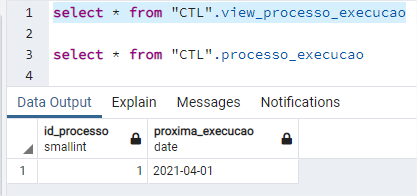 1 select * from "CTL".view_processo_execucao
2
3 select * from "CTL".processo_execucao
4
Data Output Explain Messages Notifications
id_processo proxima_execucao
smallint date
1 1 2021-04-01